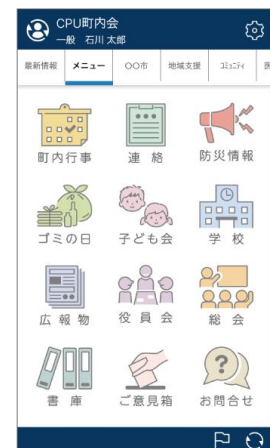 CPU町内会
一般 石川 太郎
最新情報 メニュー 〇〇市 地域支援 コミュニティ 医
町内行事 連 絡 防災情報
ゴミの日 子ども会 学 校
広 報 物 役 員 会 総 会
書 庫 ご意見箱 お問合せ